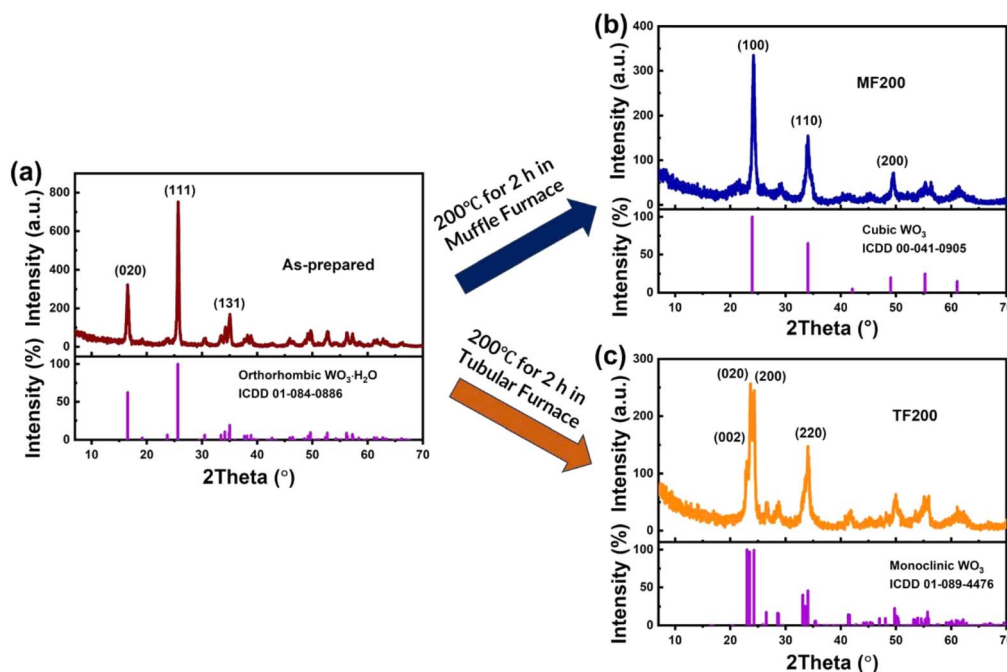 (a)
800
600
400
200
0
Intensity (a.u.)
(020)
(111)
(131)
As-prepared
100
50
0
Intensity (%)
Orthorhombic WO₃·H₂O
ICDD 01-084-0886
10 20 30 40 50 60 70
2Theta (°)
200°C for 2 h in
Muffle Furnace
200°C for 2 h in
Tubular Furnace
(b)
400
300
200
100
0
Intensity (a.u.)
(100)
(110)
(200)
MF200
100
50
0
Intensity (%)
Cubic WO₃
ICDD 00-041-0905
10 20 30 40 50 60 70
2Theta (°)
(c)
300
200
100
0
Intensity (a.u.)
(020)
(200)
(002)
(220)
TF200
100
50
0
Intensity (%)
Monoclinic WO₃
ICDD 01-089-4476
10 20 30 40 50 60 70
2Theta (°)